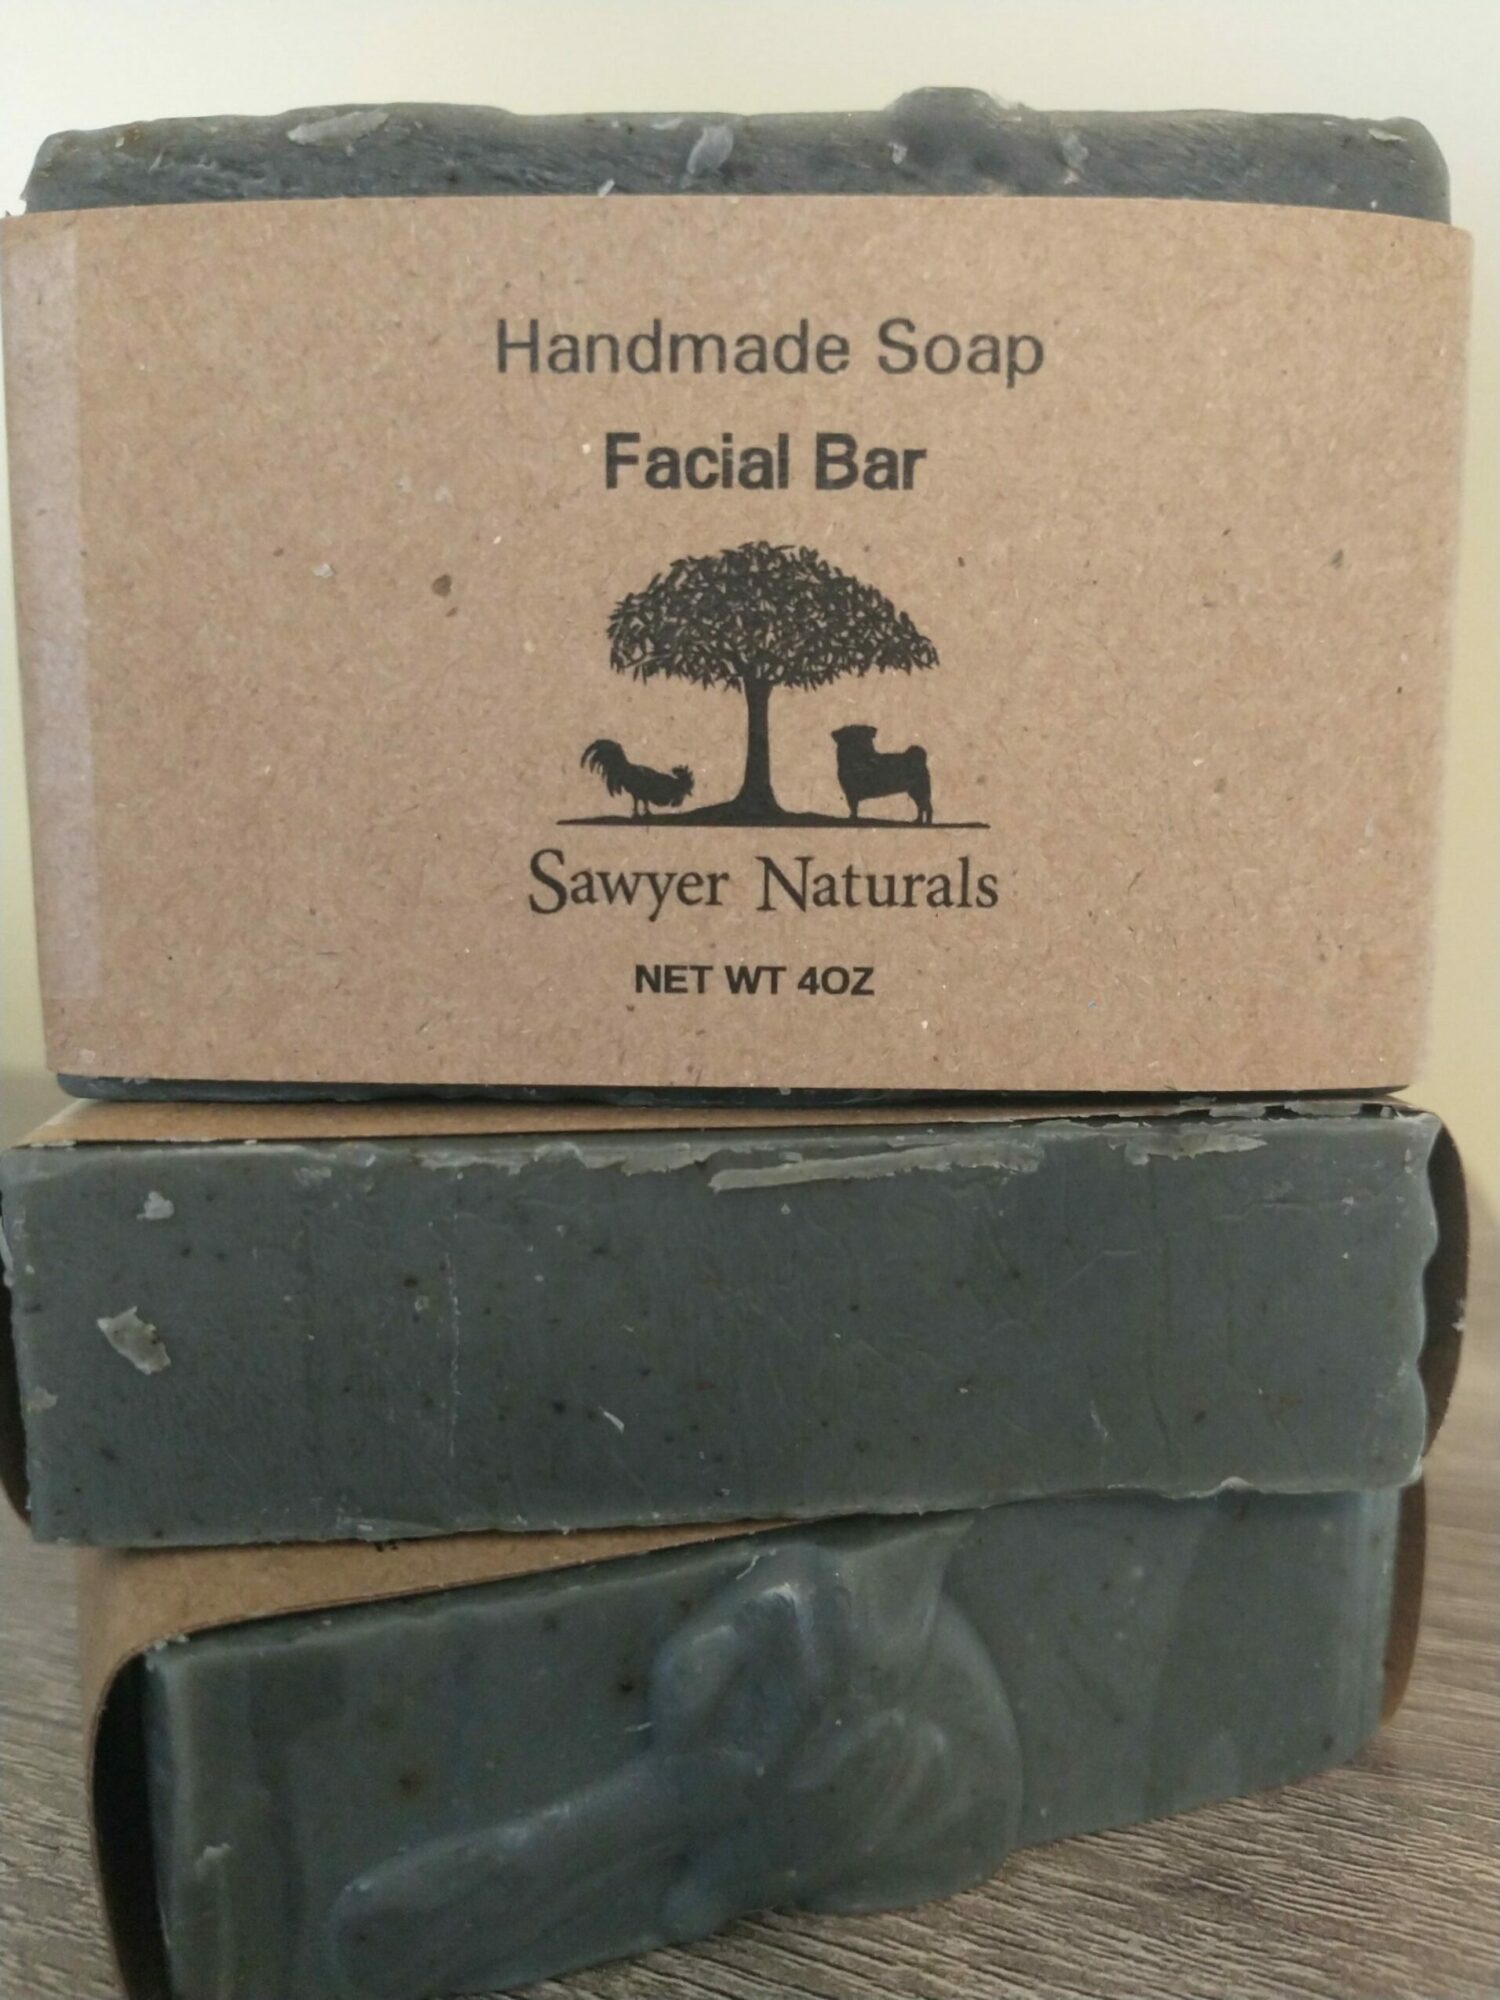 Handmade Soap
Facial Bar
Sawyer Naturals
NET WT 4OZ